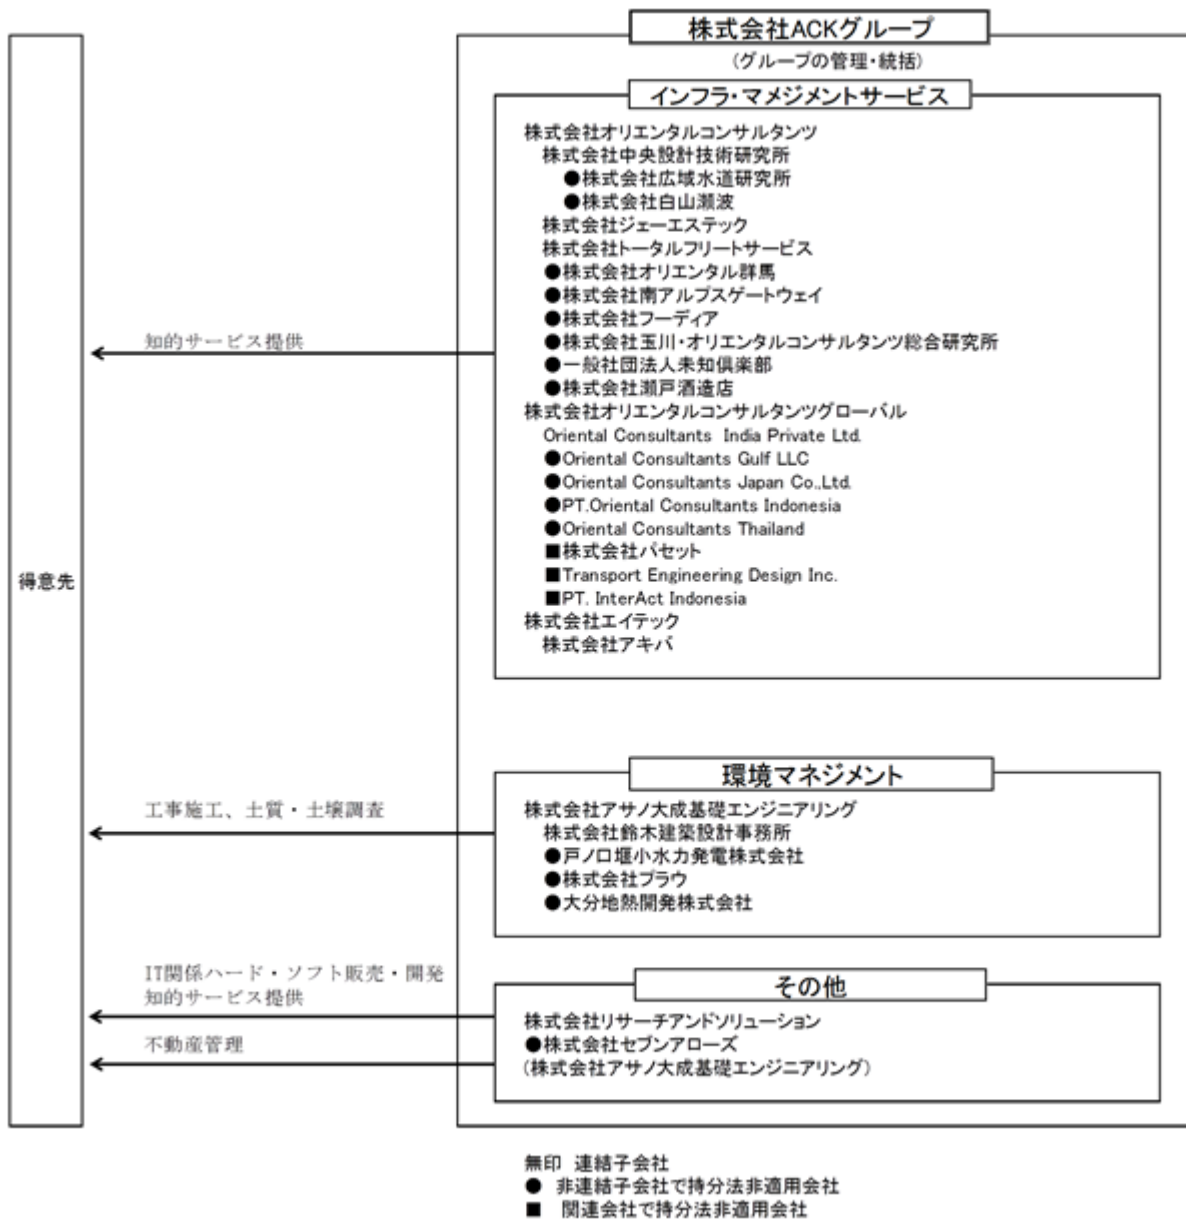 株式会社ACKグループ
(グループの管理・統括)
インフラ・マメジメントサービス
株式会社オリエンタルコンサルタンツ
株式会社中央設計技術研究所
●株式会社広域水道研究所
●株式会社白山瀬波
株式会社ジェーエステック
株式会社トータルフリートサービス
●株式会社オリエンタル群馬
●株式会社南アルプスゲートウェイ
●株式会社フーディア
●株式会社玉川・オリエンタルコンサルタンツ総合研究所
●一般社団法人未知倶楽部
●株式会社瀬戸酒造店
株式会社オリエンタルコンサルタンツグローバル
Oriental Consultants India Private Ltd.
●Oriental Consultants Gulf LLC
●Oriental Consultants Japan Co.,Ltd.
●PT.Oriental Consultants Indonesia
●Oriental Consultants Thailand
■株式会社パセット
■Transport Engineering Design Inc.
■PT. InterAct Indonesia
株式会社エイテック
株式会社アキバ
知的サービス提供
得意先
環境マネジメント
株式会社アサノ大成基礎エンジニアリング
株式会社鈴木建築設計事務所
●戸ノ口堰小水力発電株式会社
●株式会社プラウ
●大分地熱開発株式会社
工事施工、土質・土壌調査
その他
株式会社リサーチアンドソリューション
●株式会社セブンアローズ
(株式会社アサノ大成基礎エンジニアリング)
IT関係ハード・ソフト販売・開発
知的サービス提供
不動産管理
無印 連結子会社
● 非連結子会社で持分法非適用会社
■ 関連会社で持分法非適用会社